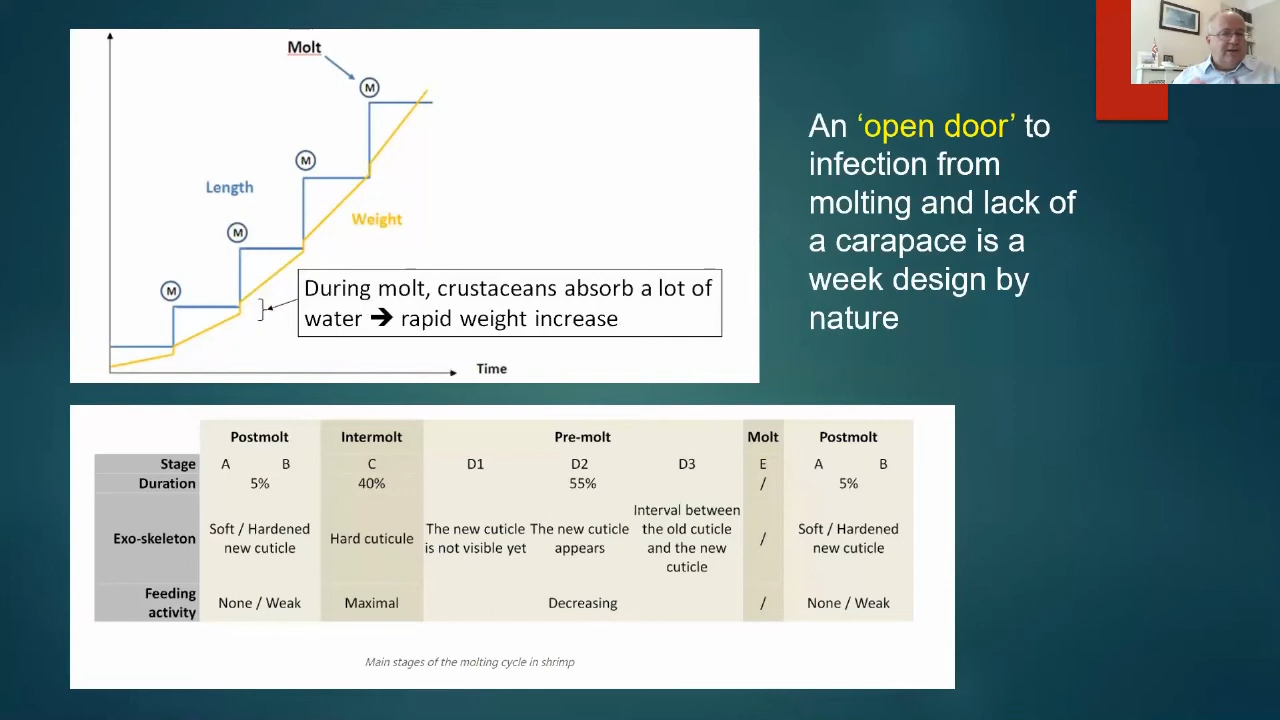 Molt
M
M
Length
Weight
M
M
During molt, crustaceans absorb a lot of
water ➔ rapid weight increase
Time
An ‘open door’ to
infection from
molting and lack of
a carapace is a
week design by
nature
Postmolt Intermolt Pre-molt Molt Postmolt
Stage A B C D1 D2 D3 E A B
Duration 5% 40% 55% / 5%
Exo-skeleton
Soft / Hardened
new cuticle
Hard cuticule
The new cuticle
is not visible yet
The new cuticle
appears
Interval between
the old cuticle
and the new
cuticle
/
Soft / Hardened
new cuticle
Feeding
activity
None / Weak Maximal Decreasing / None / Weak
Main stages of the molting cycle in shrimp